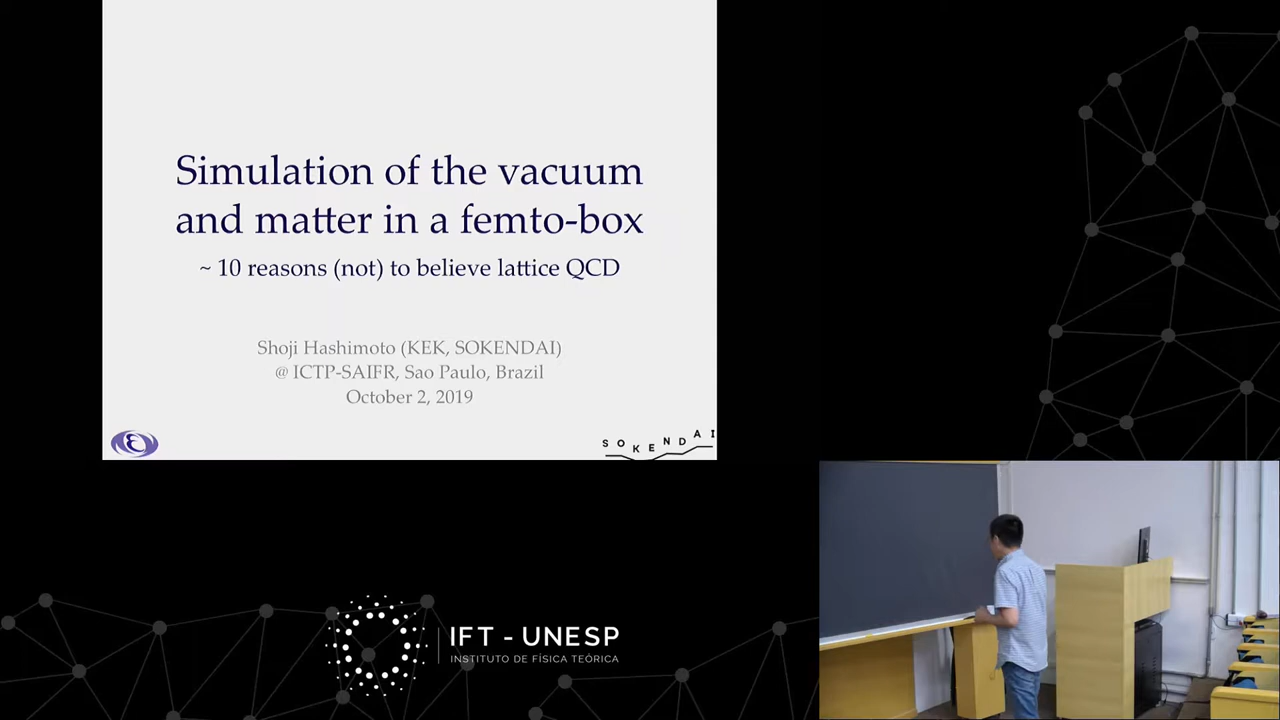 Simulation of the vacuum
and matter in a femto-box
~ 10 reasons (not) to believe lattice QCD
Shoji Hashimoto (KEK, SOKENDAI)
@ ICTP-SAIFR, Sao Paulo, Brazil
October 2, 2019
SOKENDAI
IFT - UNESP
INSTITUTO DE FÍSICA TEÓRICA